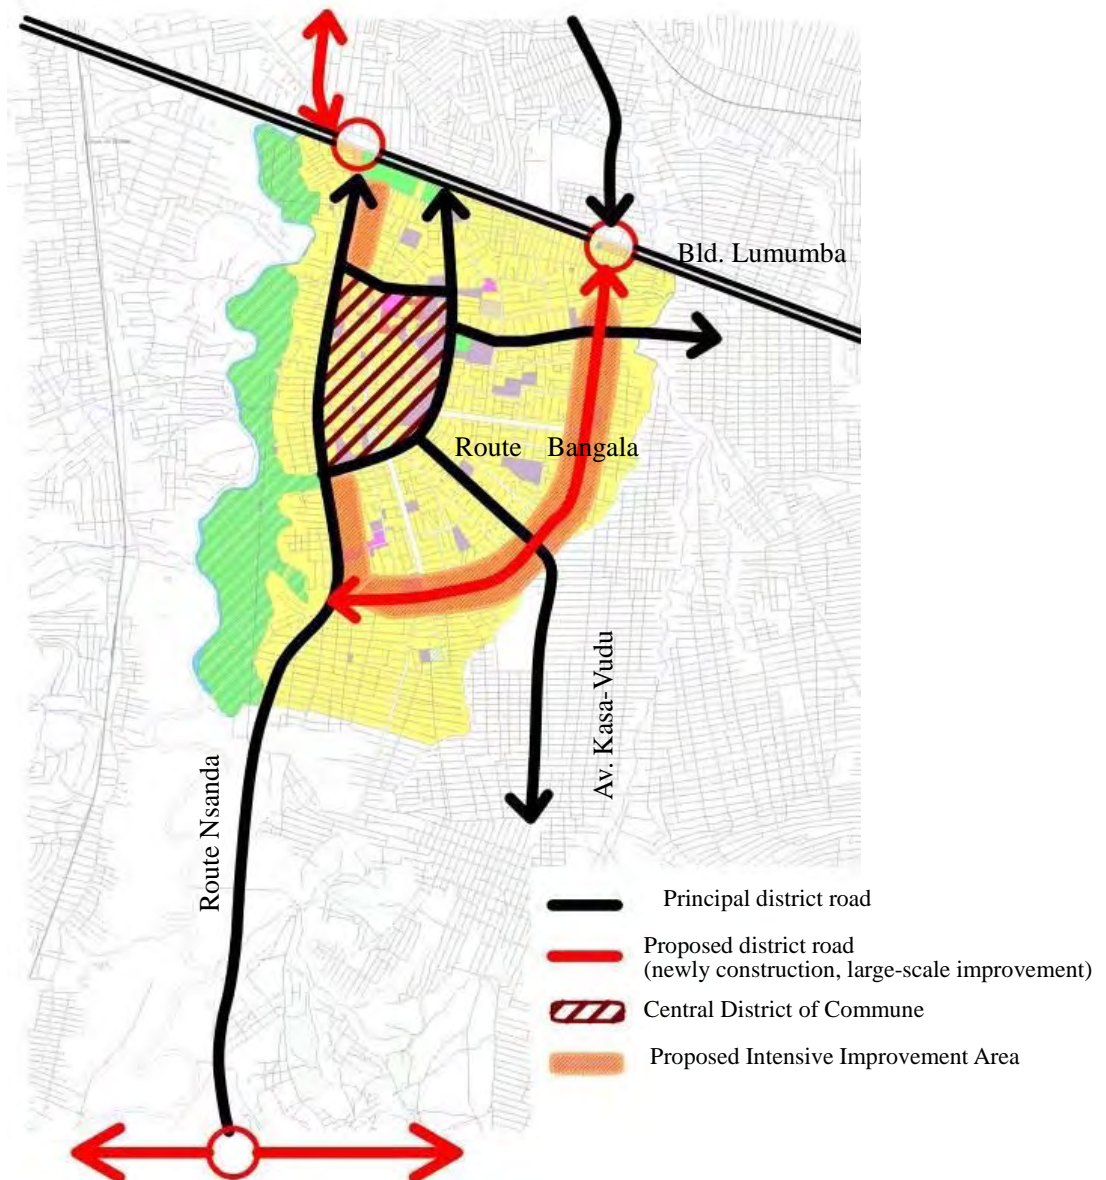 Bld. Lumumba
Route Bangala
Av. Kasa-Vudu
Route Nsanda
Principal district road
Proposed district road
(newly construction, large-scale improvement)
Central District of Commune
Proposed Intensive Improvement Area